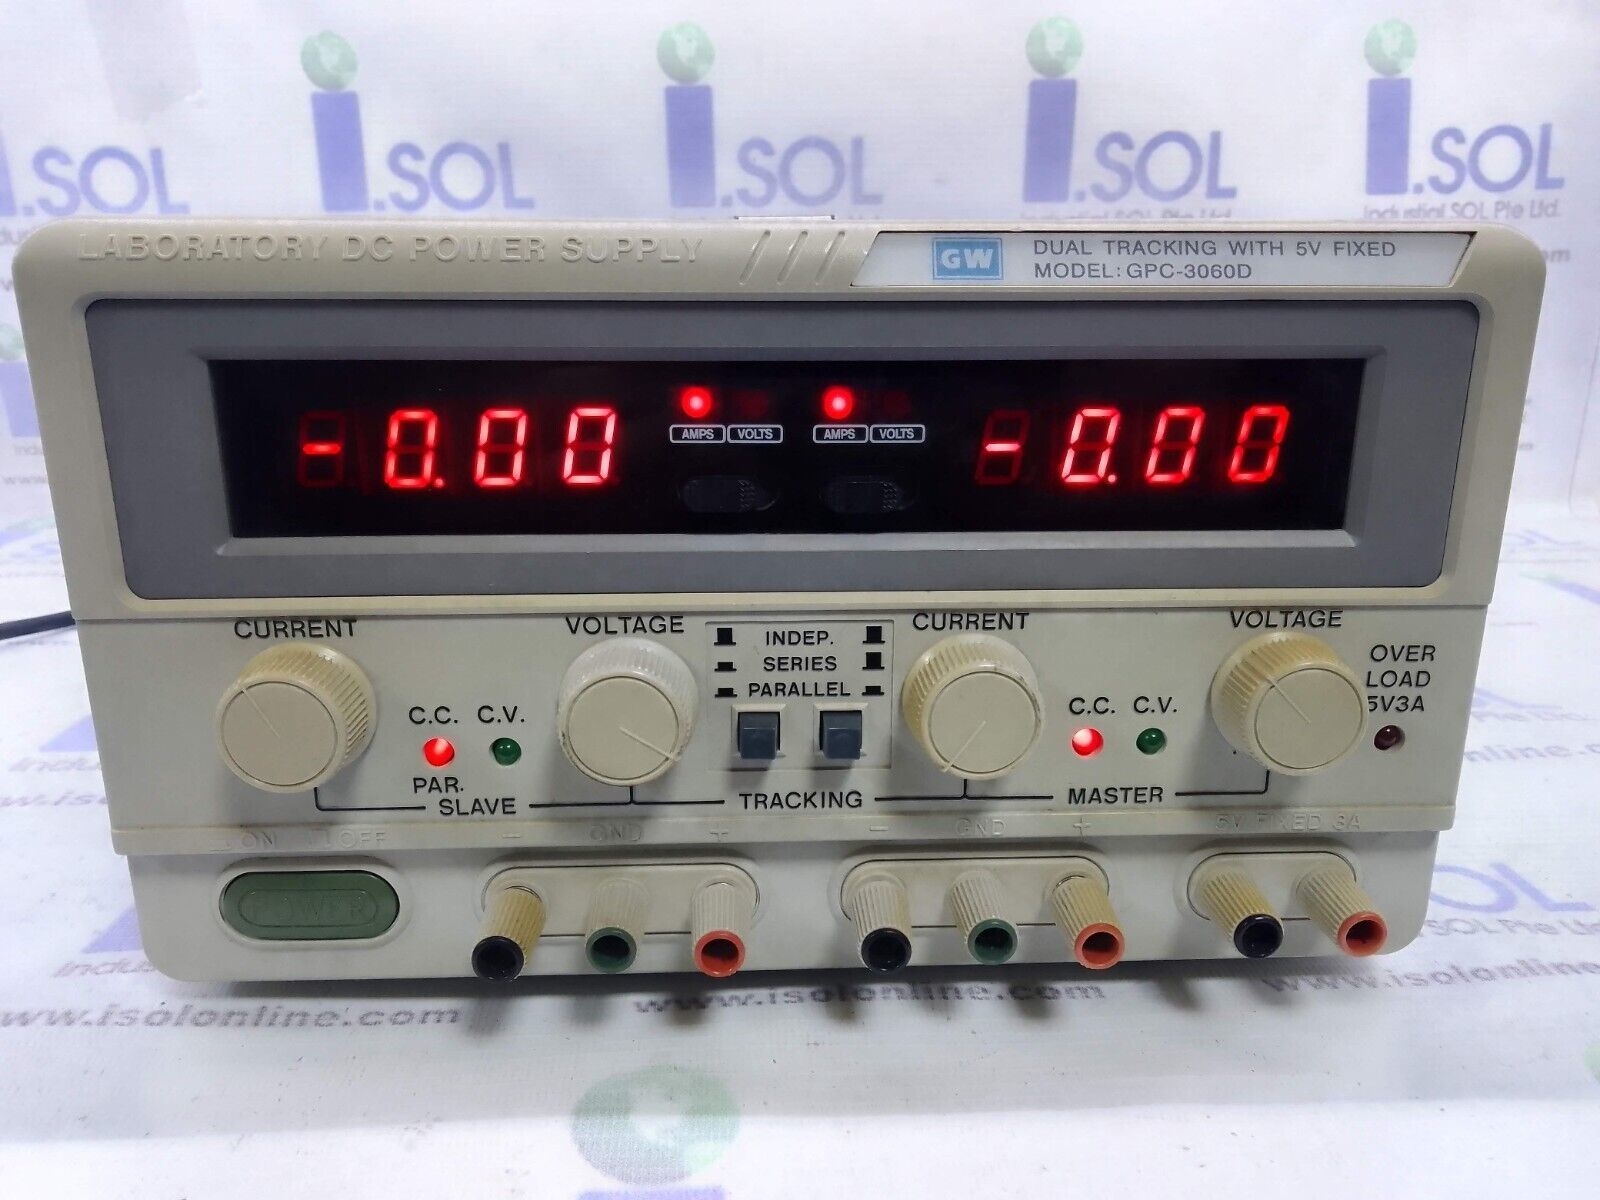 i.SOL
i.SOL
i.SOL
i.SOL
Industrial SOL Pte Ltd.
LABORATORY DC POWER SUPPLY
GW
DUAL TRACKING WITH 5V FIXED
MODEL: GPC-3060D
-0.00
AMPS VOLTS
AMPS VOLTS
-0.00
CURRENT
VOLTAGE
INDEP.
SERIES
PARALLEL
CURRENT
VOLTAGE
OVER
LOAD
5V3A
C.C. C.V.
C.C. C.V.
PAR.
SLAVE
TRACKING
MASTER
ON OFF
- GND +
- GND +
5V FIXED 3A
POWER
www.isolonline.com
www.isolonline.com